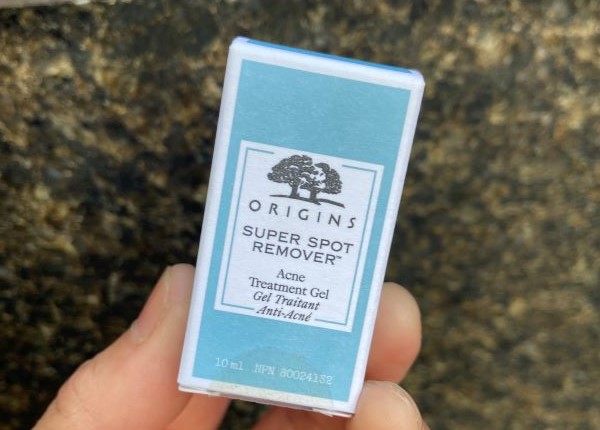 ORIGINS
SUPER SPOT
REMOVER™
Acne
Treatment Gel
Gel Traitant
Anti-Acné
10 ml NPN 80024132